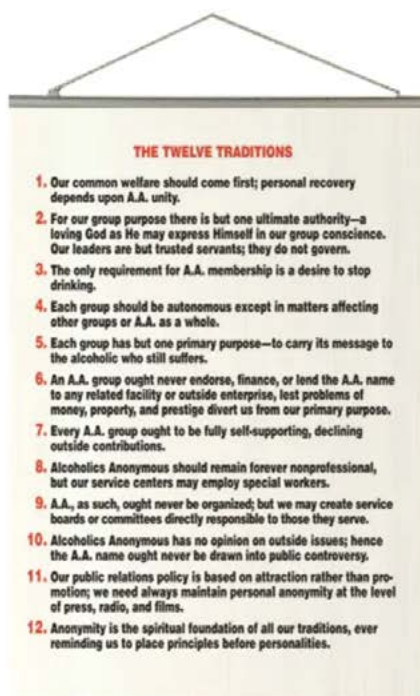 THE TWELVE TRADITIONS
1. Our common welfare should come first; personal recovery
depends upon A.A. unity.
2. For our group purpose there is but one ultimate authority—a
loving God as He may express Himself in our group conscience.
Our leaders are but trusted servants; they do not govern.
3. The only requirement for A.A. membership is a desire to stop
drinking.
4. Each group should be autonomous except in matters affecting
other groups or A.A. as a whole.
5. Each group has but one primary purpose—to carry its message to
the alcoholic who still suffers.
6. An A.A. group ought never endorse, finance, or lend the A.A. name
to any related facility or outside enterprise, lest problems of
money, property, and prestige divert us from our primary purpose.
7. Every A.A. group ought to be fully self-supporting, declining
outside contributions.
8. Alcoholics Anonymous should remain forever nonprofessional,
but our service centers may employ special workers.
9. A.A., as such, ought never be organized; but we may create service
boards or committees directly responsible to those they serve.
10. Alcoholics Anonymous has no opinion on outside issues; hence
the A.A. name ought never be drawn into public controversy.
11. Our public relations policy is based on attraction rather than pro-
motion; we need always maintain personal anonymity at the level
of press, radio, and films.
12. Anonymity is the spiritual foundation of all our traditions, ever
reminding us to place principles before personalities.